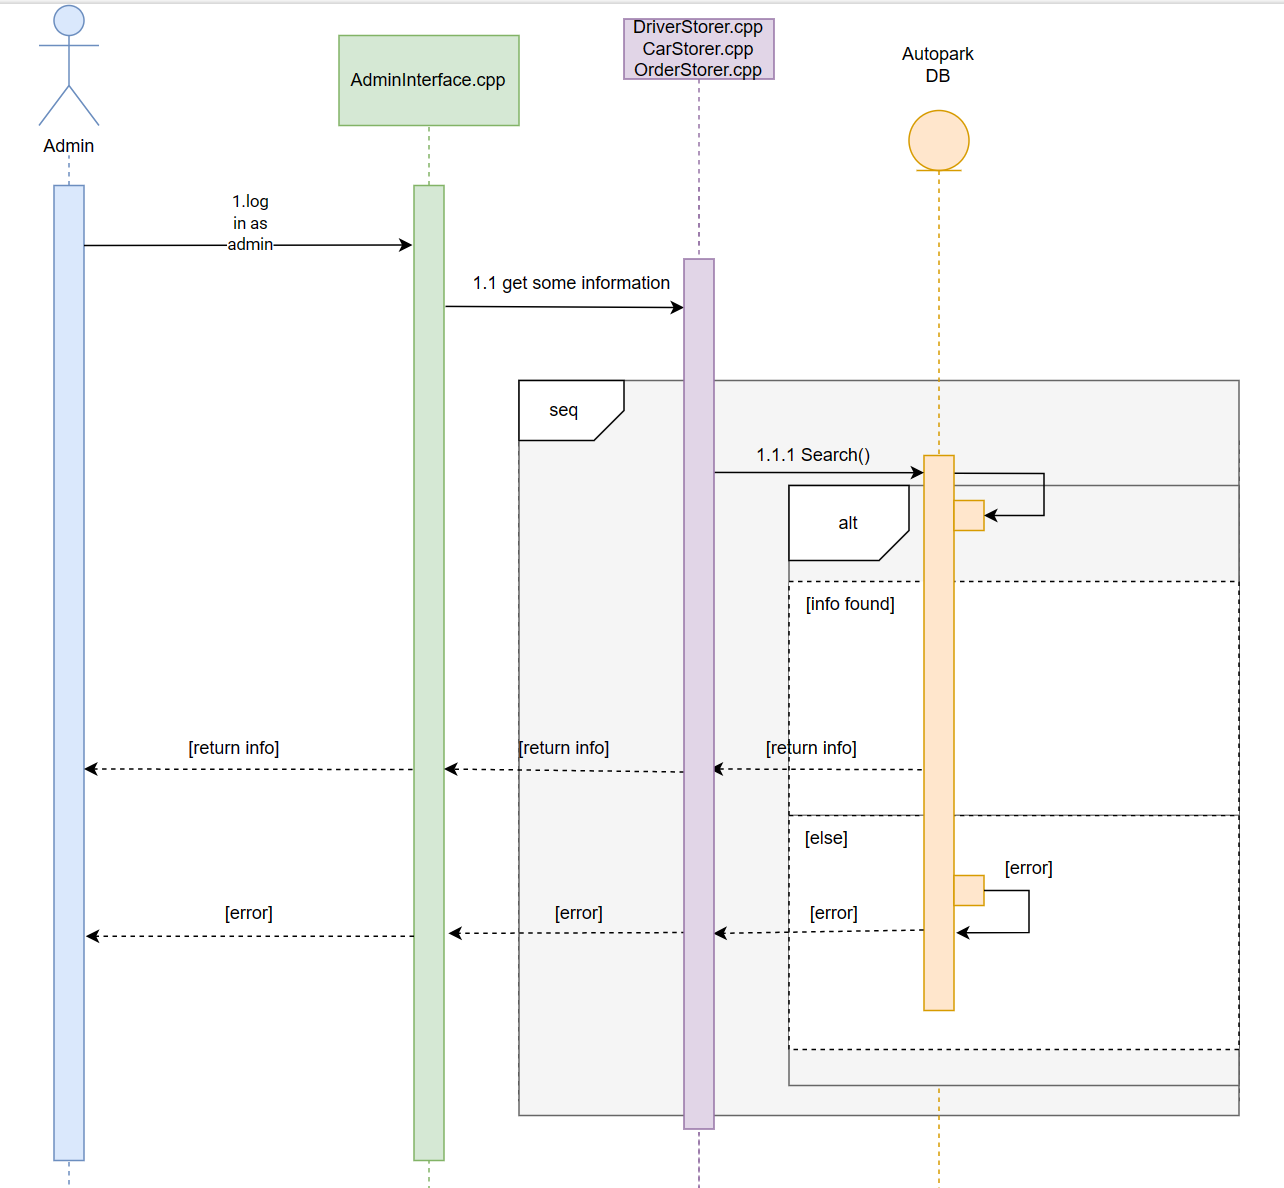 DriverStorer.cpp
CarStorer.cpp
OrderStorer.cpp
Autopark
DB
AdminInterface.cpp
Admin
1.log
in as
admin
1.1 get some information
seq
1.1.1 Search()
alt
[info found]
[return info]
[return info]
[return info]
[else]
[error]
[error]
[error]
[error]